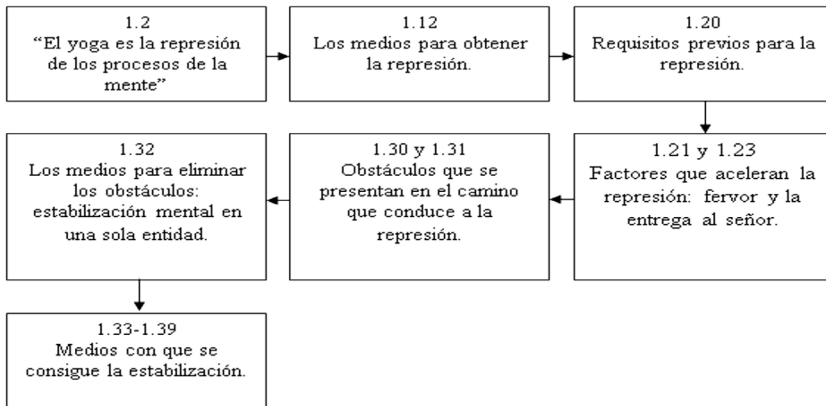 1.2
“El yoga es la represión
de los procesos de la
mente”
1.12
Los medios para obtener
la represión.
1.20
Requisitos previos para la
represión.
1.21 y 1.23
Factores que aceleran la
represión: fervor y la
entrega al señor.
1.30 y 1.31
Obstáculos que se
presentan en el camino
que conduce a la
represión.
1.32
Los medios para eliminar
los obstáculos:
estabilización mental en
una sola entidad.
1.33-1.39
Medios con que se
consigue la estabilización.